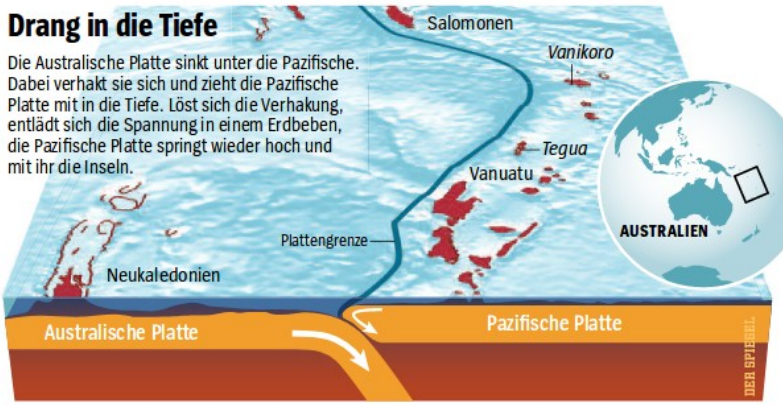 Drang in die Tiefe
Die Australische Platte sinkt unter die Pazifische.
Dabei verhakt sie sich und zieht die Pazifische
Platte mit in die Tiefe. Löst sich die Verhakung,
entlädt sich die Spannung in einem Erdbeben,
die Pazifische Platte springt wieder hoch und
mit ihr die Inseln.
Salomonen
Vanikoro
Tegua
Vanuatu
Plattengrenze
Neukaledonien
AUSTRALIEN
Australische Platte
Pazifische Platte
DER SPIEGEL